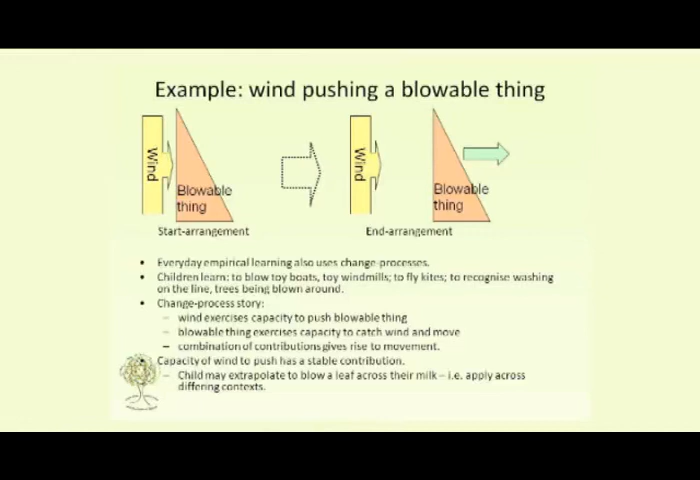 Example: wind pushing a blowable thing
Wind
Blowable
thing
Wind
Blowable
thing
Start-arrangement
End-arrangement
• Everyday empirical learning also uses change-processes.
• Children learn: to blow toy boats, toy windmills; to fly kites; to recognise washing
on the line, trees being blown around.
• Change-process story:
– wind exercises capacity to push blowable thing
– blowable thing exercises capacity to catch wind and move
– combination of contributions gives rise to movement.
Capacity of wind to push has a stable contribution.
– Child may extrapolate to blow a leaf across their milk – i.e. apply across
differing contexts.